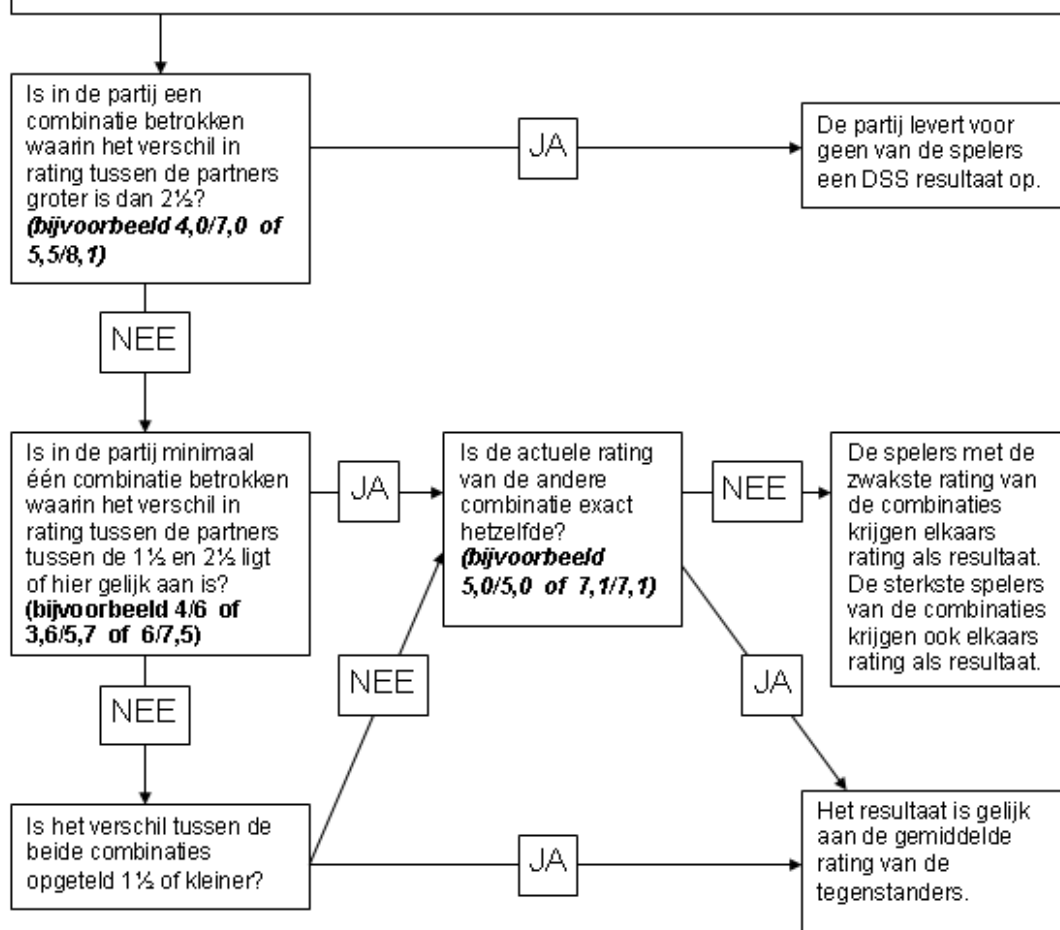 Is in de partij een
combinatie betrokken
waarin het verschil in
rating tussen de partners
groter is dan 2½?
(bijvoorbeeld 4,0/7,0 of
5,5/8,1)
JA
De partij levert voor
geen van de spelers
een DSS resultaat op.
NEE
Is in de partij minimaal
één combinatie betrokken
waarin het verschil in
rating tussen de partners
tussen de 1½ en 2½ ligt
of hier gelijk aan is?
(bijvoorbeeld 4/6 of
3,6/5,7 of 6/7,5)
JA
Is de actuele rating
van de andere
combinatie exact
hetzelfde?
(bijvoorbeeld
5,0/5,0 of 7,1/7,1)
NEE
De spelers met de
zwakste rating van
de combinaties
krijgen elkaars
rating als resultaat.
De sterkste spelers
van de combinaties
krijgen ook elkaars
rating als resultaat.
NEE
NEE
JA
Is het verschil tussen de
beide combinaties
opgeteld 1½ of kleiner?
JA
Het resultaat is gelijk
aan de gemiddelde
rating van de
tegenstanders.